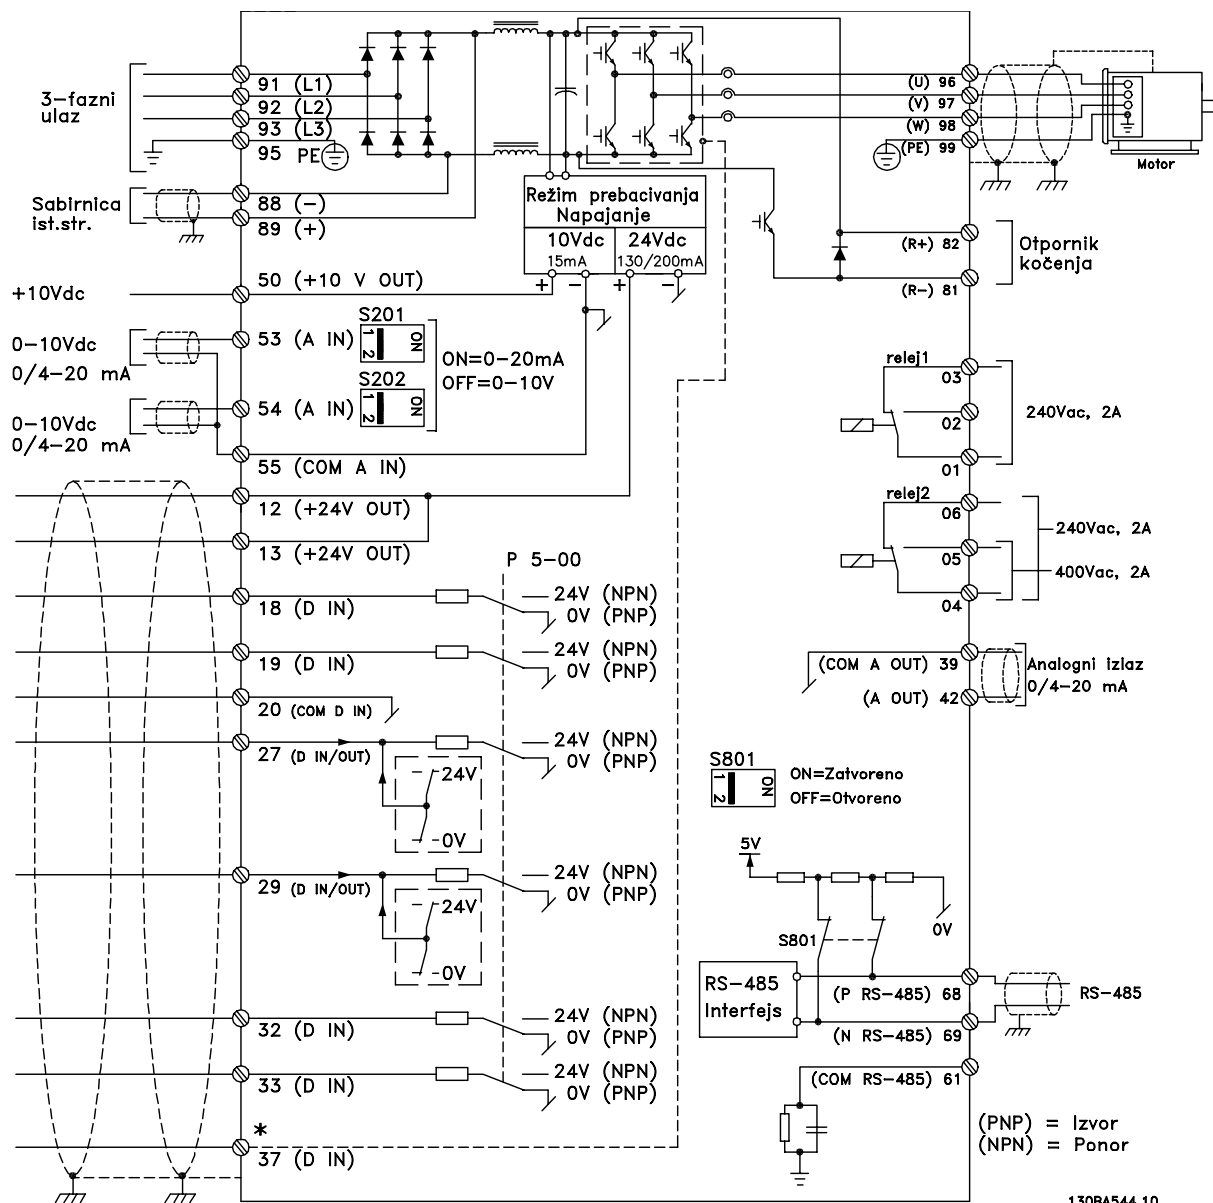 3-fazni
ulaz
91 (L1)
92 (L2)
93 (L3)
95 PE
Sabirnica
ist.str.
88 (-)
89 (+)
Režim prebacivanja
Napajanje
10Vdc
15mA
24Vdc
130/200mA
+ - + -
(U) 96
(V) 97
(W) 98
(PE) 99
Motor
(R+) 82
(R-) 81
Otpornik
kočenja
+10Vdc
50 (+10 V OUT)
0-10Vdc
0/4-20 mA
53 (A IN)
S201
1 2
ON
0-10Vdc
0/4-20 mA
54 (A IN)
S202
1 2
ON
ON=0-20mA
OFF=0-10V
55 (COM A IN)
12 (+24V OUT)
13 (+24V OUT)
relej1
03
02
01
240Vac, 2A
relej2
06
05
04
240Vac, 2A
400Vac, 2A
P 5-00
18 (D IN)
24V (NPN)
0V (PNP)
19 (D IN)
24V (NPN)
0V (PNP)
20 (COM D IN)
27 (D IN/OUT)
24V (NPN)
0V (PNP)
24V
0V
29 (D IN/OUT)
24V (NPN)
0V (PNP)
24V
0V
32 (D IN)
24V (NPN)
0V (PNP)
33 (D IN)
24V (NPN)
0V (PNP)
*
37 (D IN)
(COM A OUT) 39
(A OUT) 42
Analogni izlaz
0/4-20 mA
S801
1 2
ON
ON=Zatvoreno
OFF=Otvoreno
5V
0V
S801
RS-485
Interfejs
(P RS-485) 68
(N RS-485) 69
RS-485
(COM RS-485) 61
(PNP) = Izvor
(NPN) = Ponor
130BA544.10